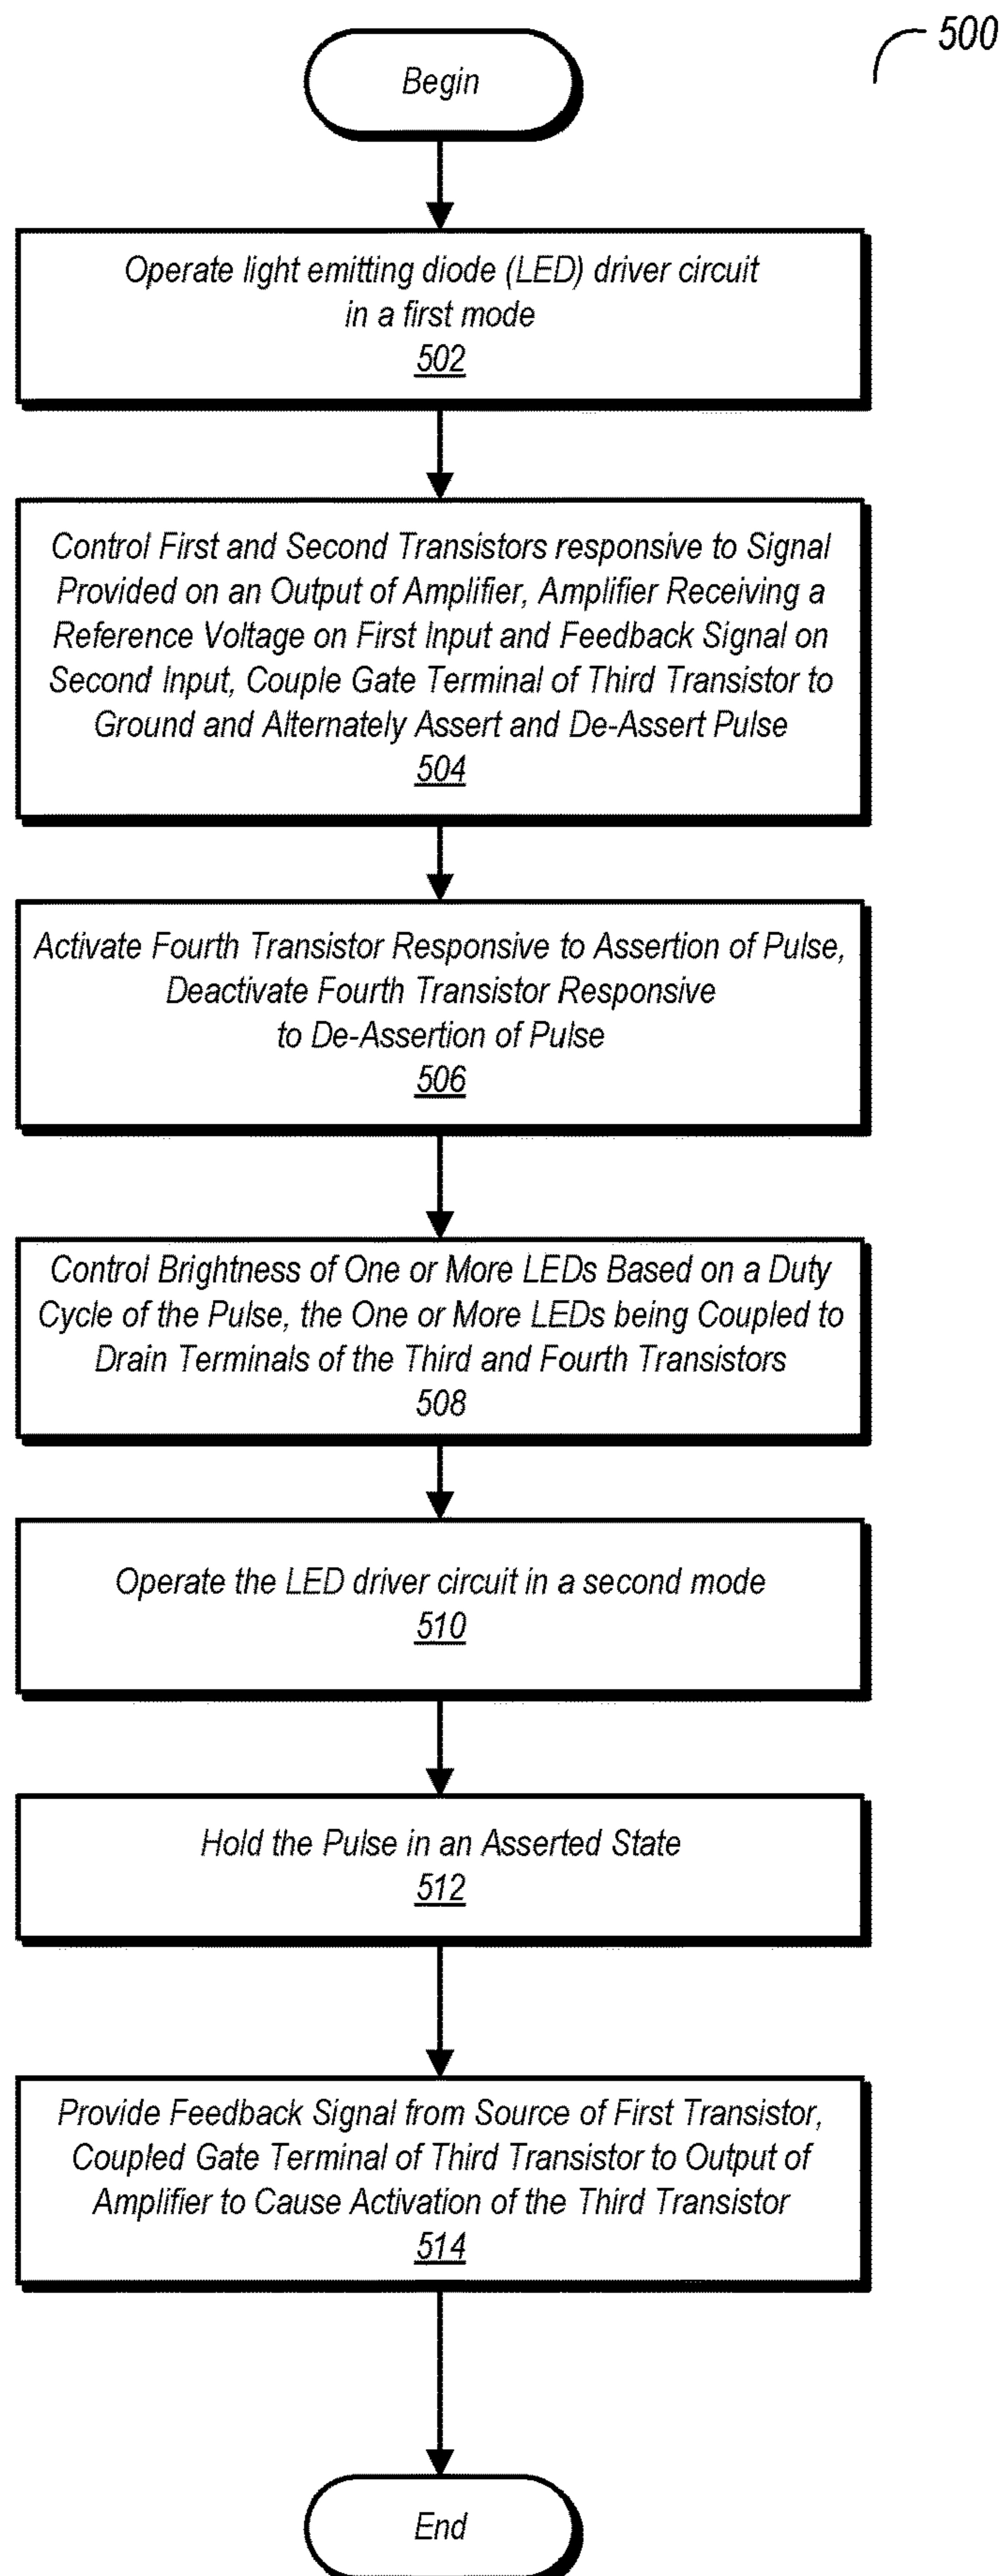 500
Begin
Operate light emitting diode (LED) driver circuit
in a first mode
502
Control First and Second Transistors responsive to Signal
Provided on an Output of Amplifier, Amplifier Receiving a
Reference Voltage on First Input and Feedback Signal on
Second Input, Couple Gate Terminal of Third Transistor to
Ground and Alternately Assert and De-Assert Pulse
504
Activate Fourth Transistor Responsive to Assertion of Pulse,
Deactivate Fourth Transistor Responsive
to De-Assertion of Pulse
506
Control Brightness of One or More LEDs Based on a Duty
Cycle of the Pulse, the One or More LEDs being Coupled to
Drain Terminals of the Third and Fourth Transistors
508
Operate the LED driver circuit in a second mode
510
Hold the Pulse in an Asserted State
512
Provide Feedback Signal from Source of First Transistor,
Coupled Gate Terminal of Third Transistor to Output of
Amplifier to Cause Activation of the Third Transistor
514
End